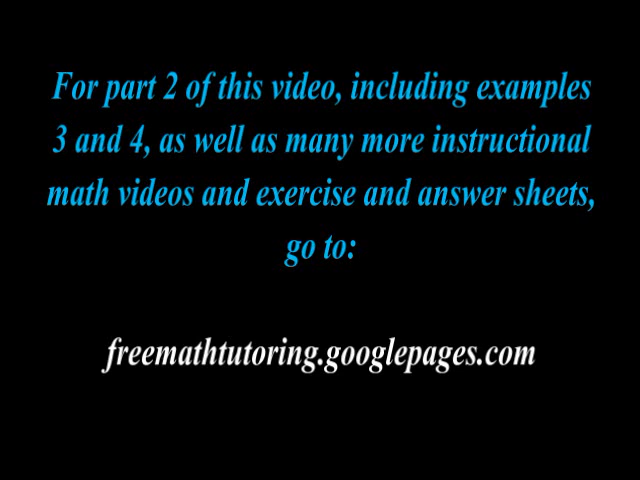 For part 2 of this video, including examples
3 and 4, as well as many more instructional
math videos and exercise and answer sheets,
go to:
freemathtutoring.googlepages.com